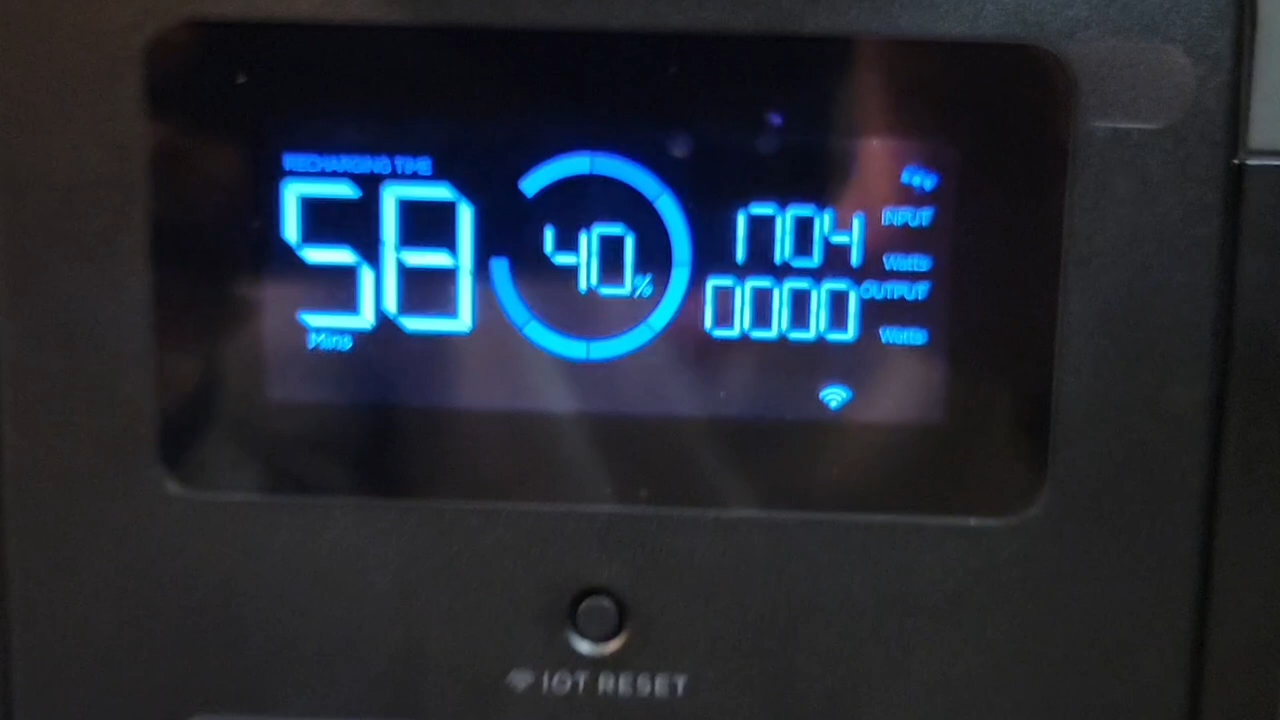 RECHARGING TIME
58
Mins
40%
1704
INPUT
Watts
0000
OUTPUT
Watts
IOT RESET